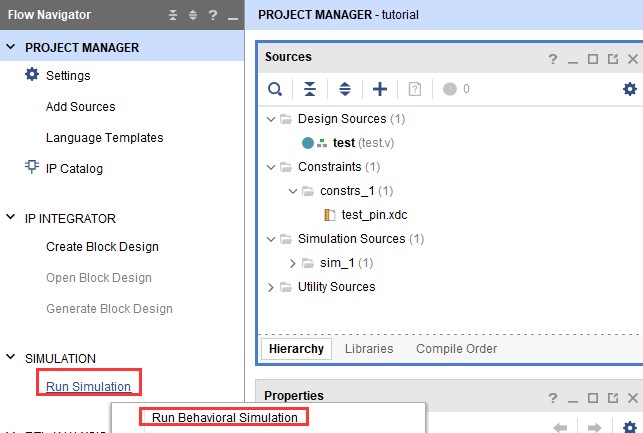 Flow Navigator
PROJECT MANAGER
Settings
Add Sources
Language Templates
IP Catalog
IP INTEGRATOR
Create Block Design
Open Block Design
Generate Block Design
SIMULATION
Run Simulation
Run Behavioral Simulation
PROJECT MANAGER - tutorial
Sources
0
Design Sources (1)
test (test.v)
Constraints (1)
constrs_1 (1)
test_pin.xdc
Simulation Sources (1)
sim_1 (1)
Utility Sources
Hierarchy Libraries Compile Order
Properties